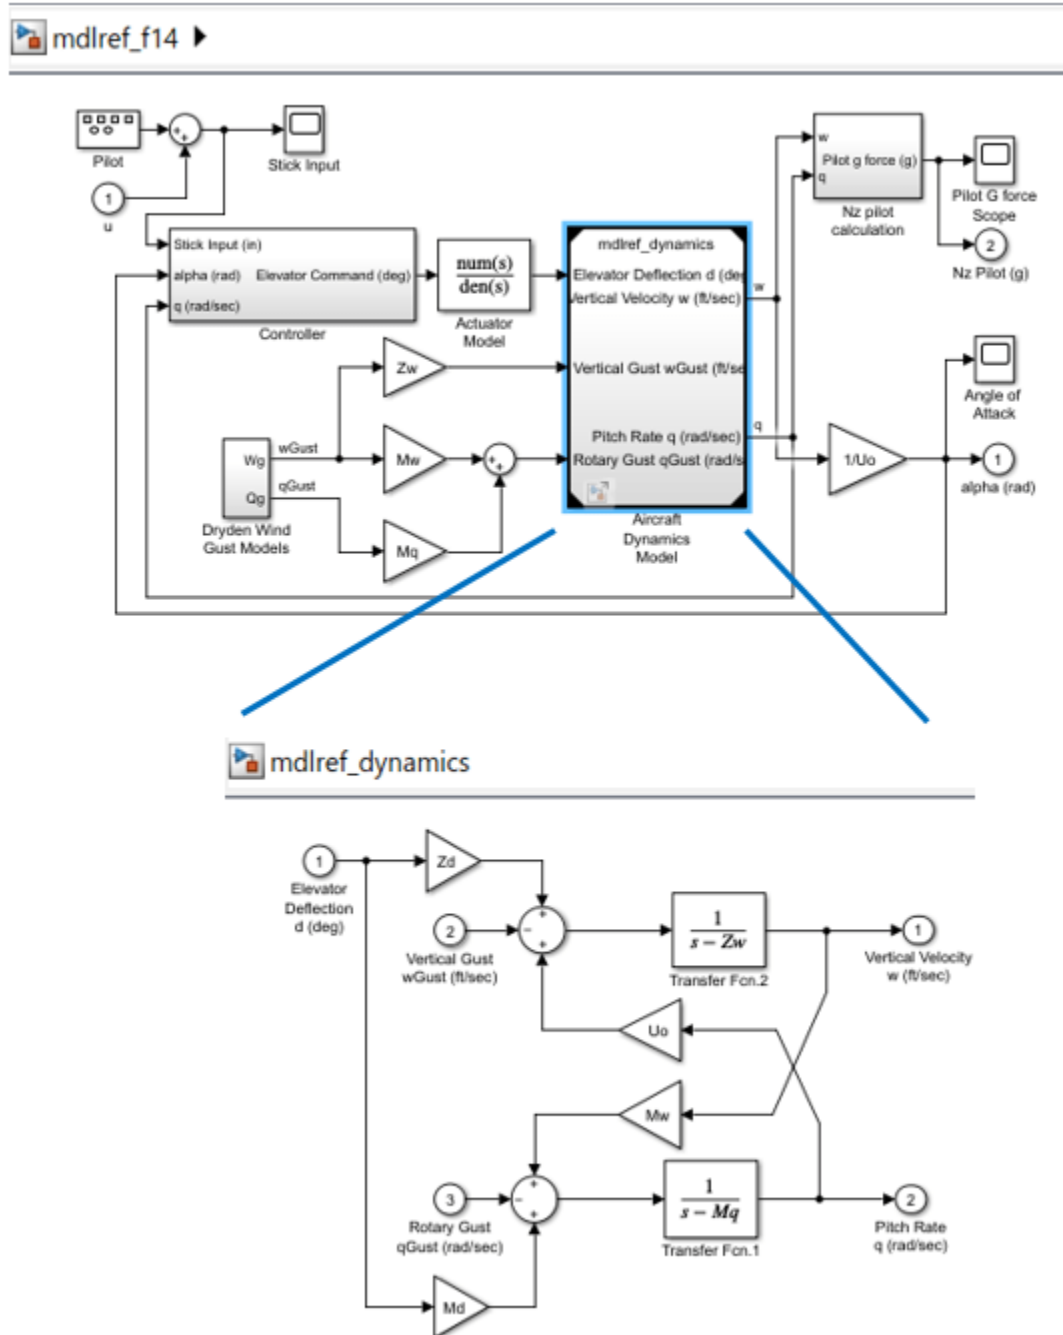 mdlref_f14
Pilot
Stick Input
1
u
Stick Input (in)
alpha (rad)
q (rad/sec)
Elevator Command (deg)
Controller
num(s)
den(s)
Actuator
Model
mdlref_dynamics
Elevator Deflection d (deg
Vertical Velocity w (ft/sec)
Vertical Gust wGust (ft/se
Pitch Rate q (rad/sec)
Rotary Gust qGust (rad/s
Aircraft
Dynamics
Model
w
q
w
q
Pilot g force (g)
Nz pilot
calculation
Pilot G force
Scope
2
Nz Pilot (g)
Angle of
Attack
1/Uo
1
alpha (rad)
Zw
Mw
Mq
Wg
Qg
wGust
qGust
Dryden Wind
Gust Models
mdlref_dynamics
1
Elevator
Deflection
d (deg)
Zd
2
Vertical Gust
wGust (ft/sec)
1
s − Zw
Transfer Fcn.2
1
Vertical Velocity
w (ft/sec)
Uo
Mw
3
Rotary Gust
qGust (rad/sec)
1
s − Mq
Transfer Fcn.1
2
Pitch Rate
q (rad/sec)
Md